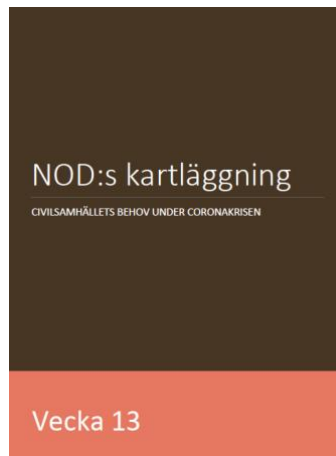 NOD:s kartläggning
CIVILSAMHÄLLETS BEHOV UNDER CORONAKRISEN
Vecka 13